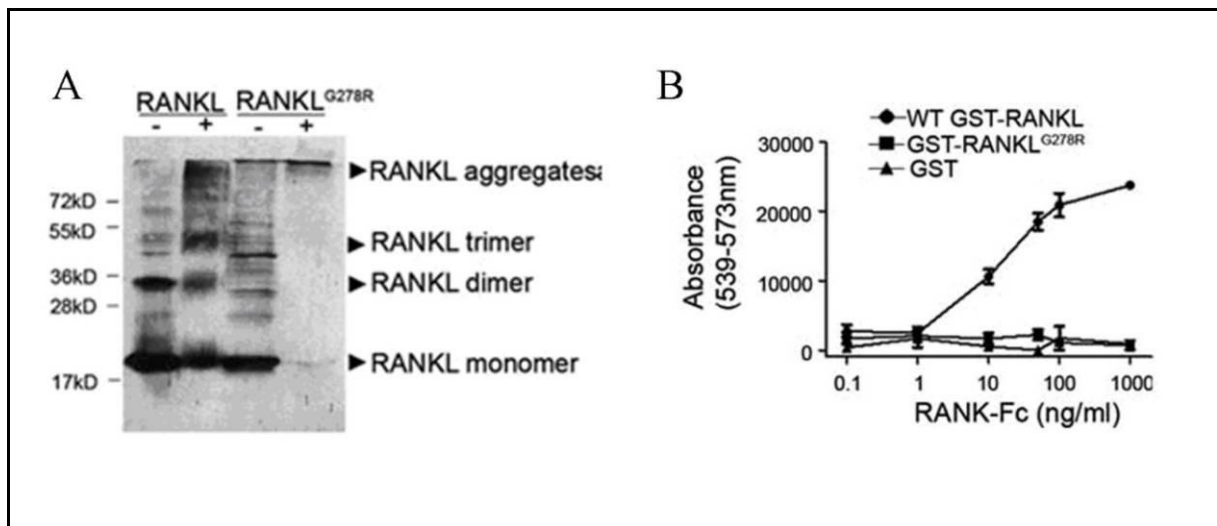 A
RANKL RANKL^G278R
- + - +
RANKL aggregates
72kD
55kD
RANKL trimer
36kD
RANKL dimer
28kD
RANKL monomer
17kD
B
WT GST-RANKL
GST-RANKL^G278R
GST
30000
20000
10000
0
Absorbance
(539-573nm)
0.1 1 10 100 1000
RANK-Fc (ng/ml)